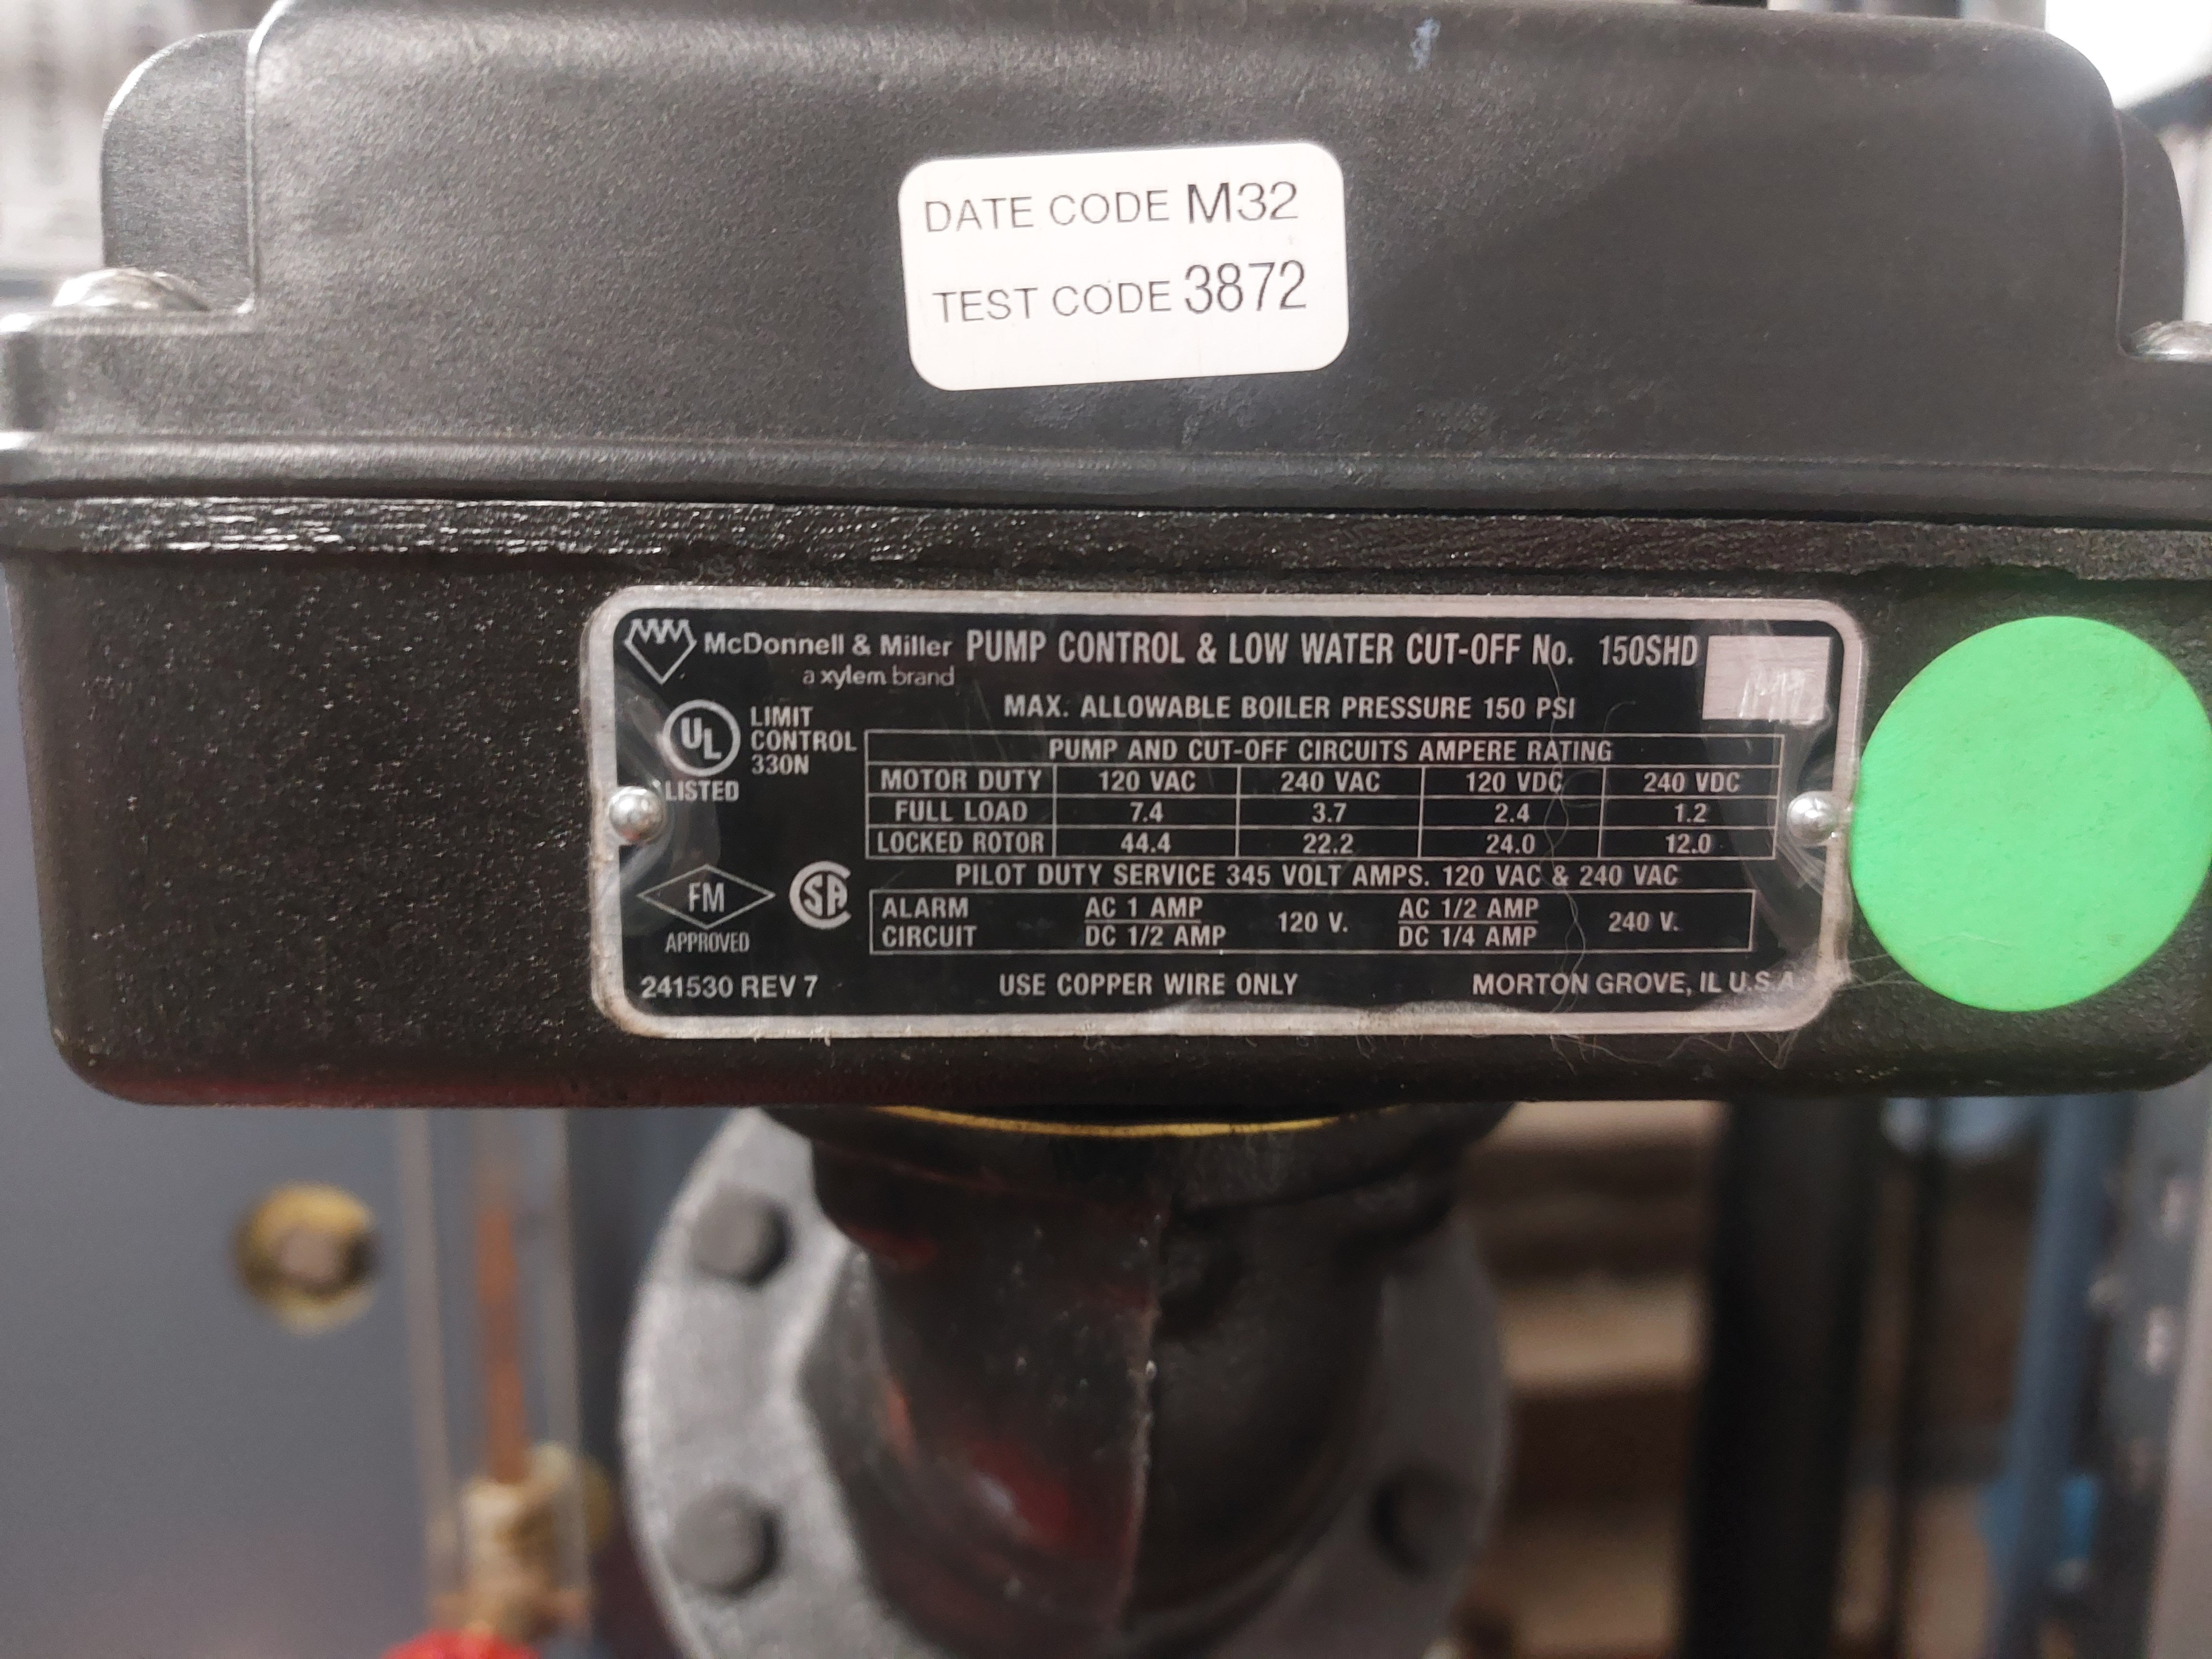 DATE CODE M32
TEST CODE 3872
McDonnell & Miller PUMP CONTROL & LOW WATER CUT-OFF No. 150SHD
a xylem brand
MAX. ALLOWABLE BOILER PRESSURE 150 PSI
UL
LISTED
LIMIT
CONTROL
330N
PUMP AND CUT-OFF CIRCUITS AMPERE RATING
MOTOR DUTY 120 VAC 240 VAC 120 VDC 240 VDC
FULL LOAD 7.4 3.7 2.4 1.2
LOCKED ROTOR 44.4 22.2 24.0 12.0
PILOT DUTY SERVICE 345 VOLT AMPS. 120 VAC & 240 VAC
FM
APPROVED
SA
ALARM CIRCUIT AC 1 AMP DC 1/2 AMP 120 V. AC 1/2 AMP DC 1/4 AMP 240 V.
241530 REV 7 USE COPPER WIRE ONLY MORTON GROVE, IL U.S.A